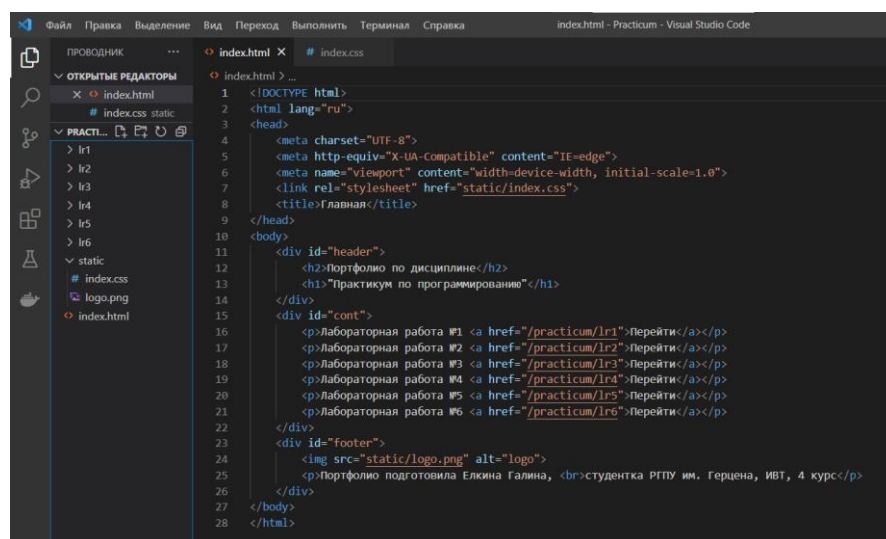 Файл Правка Выделение Вид Переход Выполнить Терминал Справка index.html - Practicum - Visual Studio Code
ПРОВОДНИК ...
index.html
# index.css
ОТКРЫТЫЕ РЕДАКТОРЫ
index.html
# index.css static
PRACTI...
lr1
lr2
lr3
lr4
lr5
lr6
static
# index.css
logo.png
index.html
index.html > ...
1 <!DOCTYPE html>
2 <html lang="ru">
3 <head>
4 <meta charset="UTF-8">
5 <meta http-equiv="X-UA-Compatible" content="IE=edge">
6 <meta name="viewport" content="width=device-width, initial-scale=1.0">
7 <link rel="stylesheet" href="static/index.css">
8 <title>Главная</title>
9 </head>
10 <body>
11 <div id="header">
12 <h2>Портфолио по дисциплине</h2>
13 <h1>"Практикум по программированию"</h1>
14 </div>
15 <div id="cont">
16 <p>Лабораторная работа №1 <a href="/practicum/lr1">Перейти</a></p>
17 <p>Лабораторная работа №2 <a href="/practicum/lr2">Перейти</a></p>
18 <p>Лабораторная работа №3 <a href="/practicum/lr3">Перейти</a></p>
19 <p>Лабораторная работа №4 <a href="/practicum/lr4">Перейти</a></p>
20 <p>Лабораторная работа №5 <a href="/practicum/lr5">Перейти</a></p>
21 <p>Лабораторная работа №6 <a href="/practicum/lr6">Перейти</a></p>
22 </div>
23 <div id="footer">
24 <img src="static/logo.png" alt="logo">
25 <p>Портфолио подготовила Елкина Галина, <br>студентка РГПУ им. Герцена, ИВТ, 4 курс</p>
26 </div>
27 </body>
28 </html>